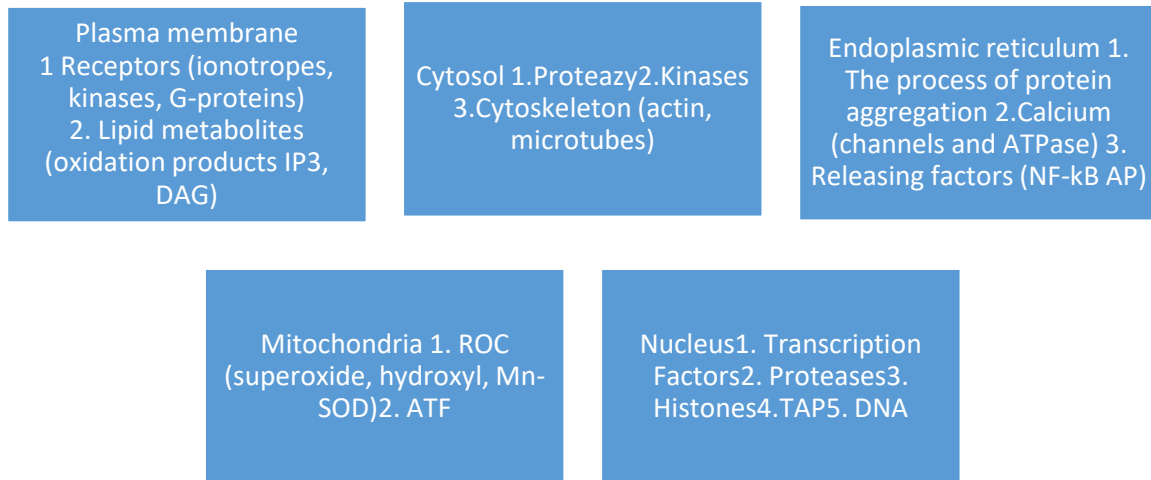 Plasma membrane
1 Receptors (ionotropes,
kinases, G-proteins)
2. Lipid metabolites
(oxidation products IP3,
DAG)
Cytosol 1.Proteazy2.Kinases
3.Cytoskeleton (actin,
microtubes)
Endoplasmic reticulum 1.
The process of protein
aggregation 2.Calcium
(channels and ATPase) 3.
Releasing factors (NF-kB AP)
Mitochondria 1. ROC
(superoxide, hydroxyl, Mn-
SOD)2. ATF
Nucleus1. Transcription
Factors2. Proteases3.
Histones4.TAP5. DNA